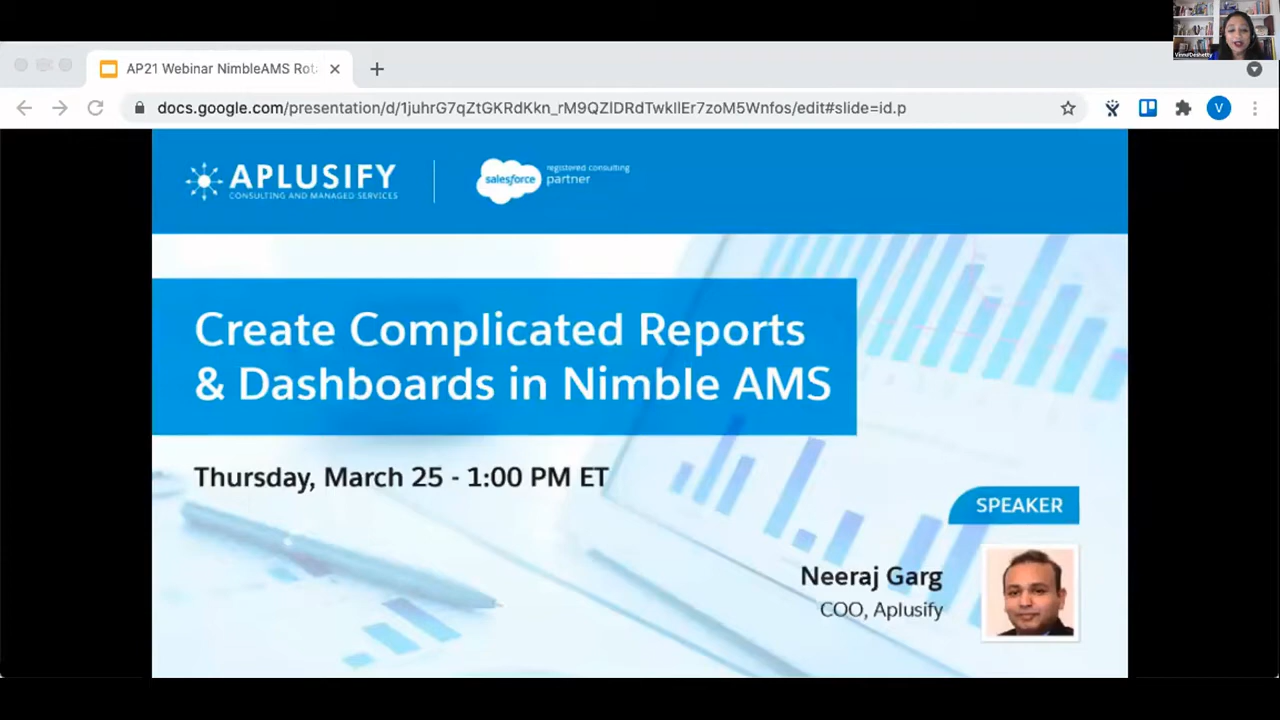 AP21 Webinar NimbleAMS Rot
docs.google.com/presentation/d/1juhrG7qZtGKRdKkn_rM9QZlDRdTwkllEr7zoM5Wnfos/edit#slide=id.p
V
APLUSIFY
CONSULTING AND MANAGED SERVICES
salesforce
registered consulting
partner
Create Complicated Reports
& Dashboards in Nimble AMS
Thursday, March 25 - 1:00 PM ET
SPEAKER
Neeraj Garg
COO, Aplusify